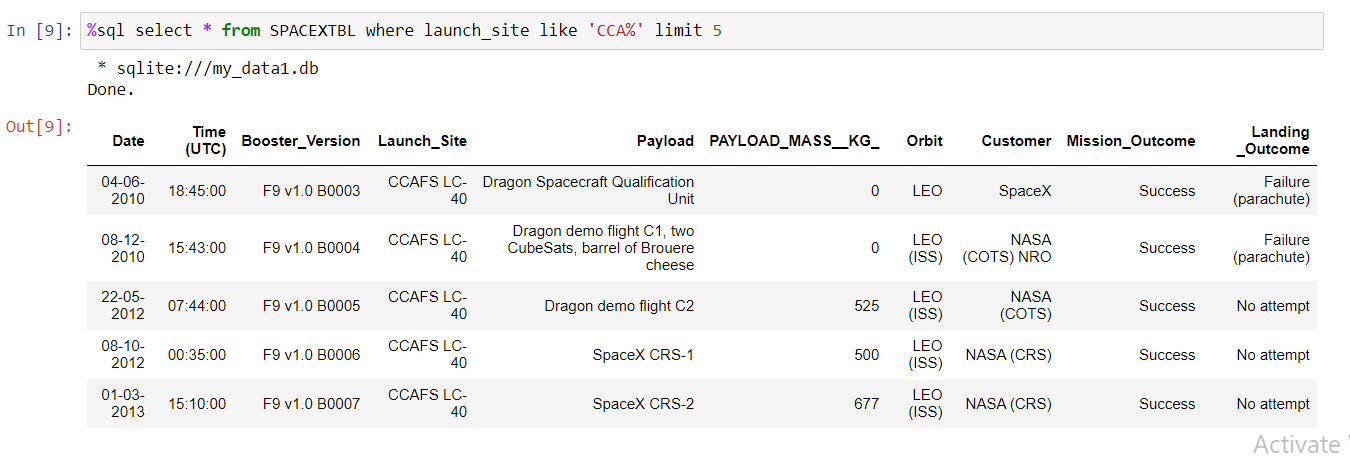 In [9]: %sql select * from SPACEXTBL where launch_site like 'CCA%' limit 5
* sqlite:///my_data1.db
Done.
Out[9]:
Date Time (UTC) Booster_Version Launch_Site Payload PAYLOAD_MASS__KG_ Orbit Customer Mission_Outcome Landing _Outcome
04-06-2010 18:45:00 F9 v1.0 B0003 CCAFS LC-40 Dragon Spacecraft Qualification Unit 0 LEO SpaceX Success Failure (parachute)
08-12-2010 15:43:00 F9 v1.0 B0004 CCAFS LC-40 Dragon demo flight C1, two CubeSats, barrel of Brouere cheese 0 LEO (ISS) NASA (COTS) NRO Success Failure (parachute)
22-05-2012 07:44:00 F9 v1.0 B0005 CCAFS LC-40 Dragon demo flight C2 525 LEO (ISS) NASA (COTS) Success No attempt
08-10-2012 00:35:00 F9 v1.0 B0006 CCAFS LC-40 SpaceX CRS-1 500 LEO (ISS) NASA (CRS) Success No attempt
01-03-2013 15:10:00 F9 v1.0 B0007 CCAFS LC-40 SpaceX CRS-2 677 LEO (ISS) NASA (CRS) Success No attempt
Activate